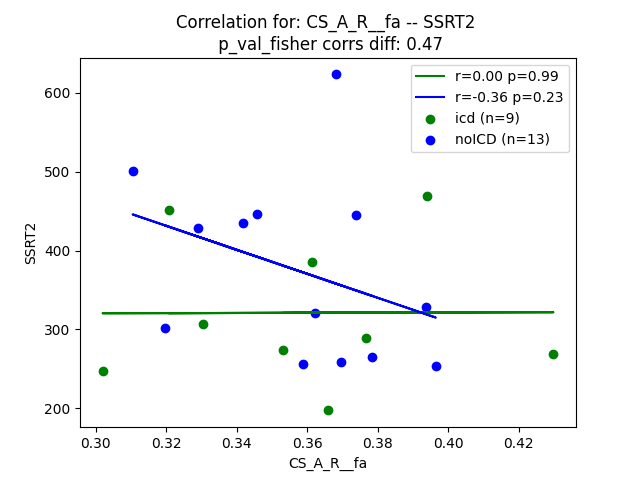 Correlation for: CS_A_R__fa -- SSRT2
p_val_fisher corrs diff: 0.47
r=0.00 p=0.99
r=-0.36 p=0.23
icd (n=9)
noICD (n=13)
600
500
400
300
200
SSRT2
0.30 0.32 0.34 0.36 0.38 0.40 0.42
CS_A_R__fa